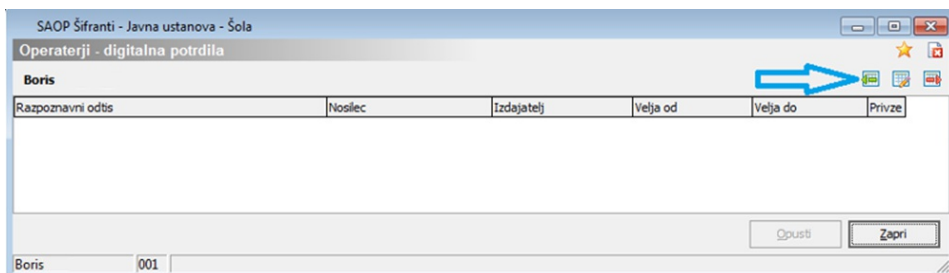 SAOP Šifranti - Javna ustanova - Šola
Operaterji - digitalna potrdila
Boris
Razpoznavni odtis Nosilec Izdajatelj Velja od Velja do Privze
Opusti Zapri
Boris 001